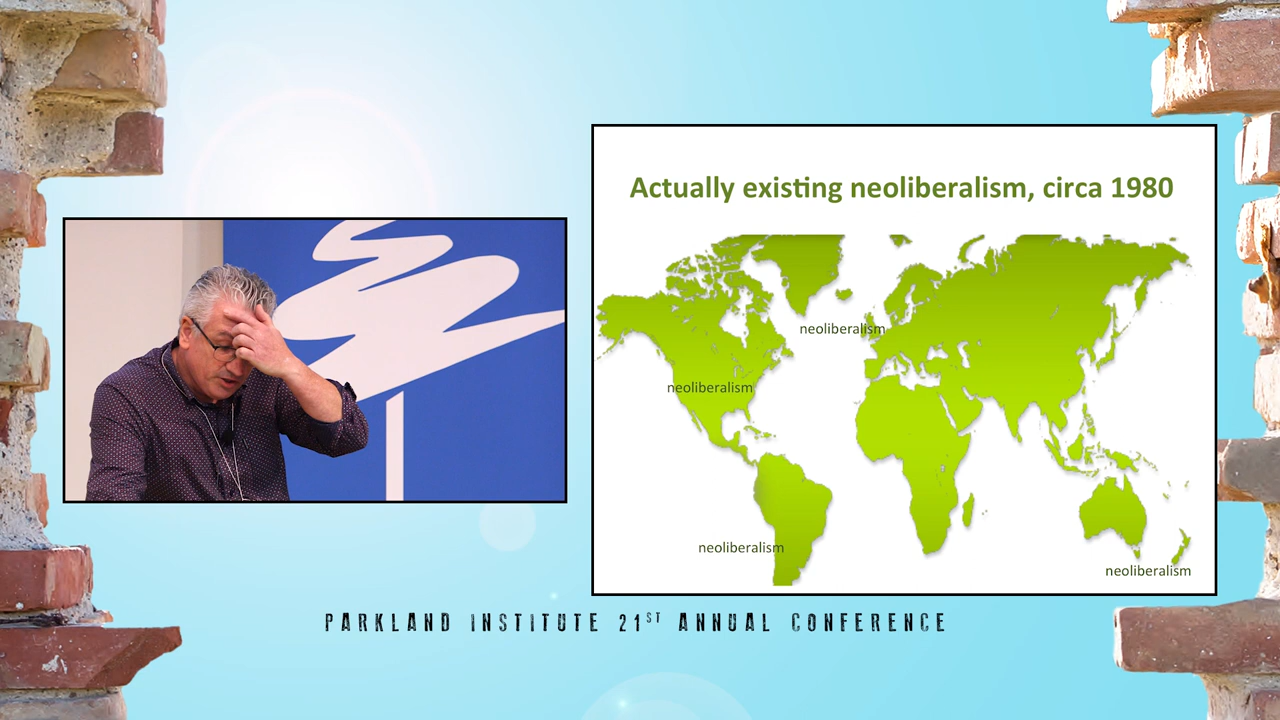 Actually existing neoliberalism, circa 1980
neoliberalism
neoliberalism
neoliberalism
neoliberalism
PARKLAND INSTITUTE 21ST ANNUAL CONFERENCE